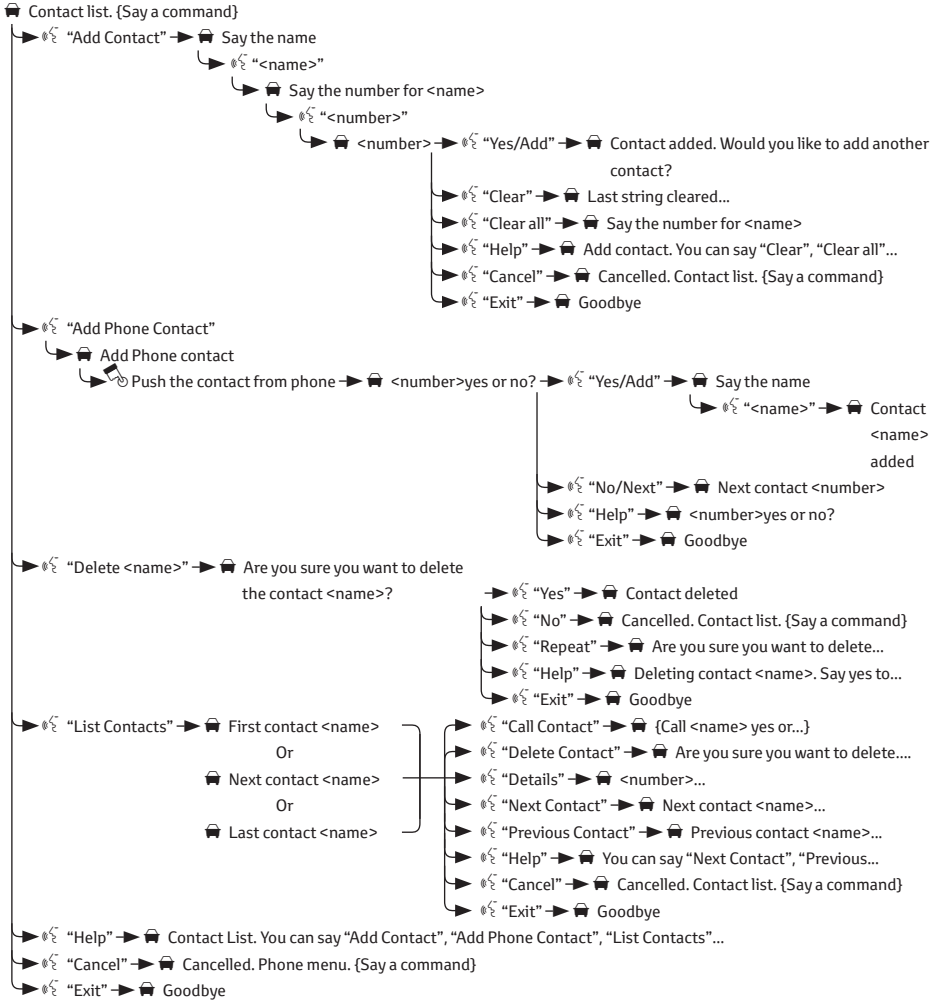 Contact list. {Say a command}
“Add Contact” Say the name
“<name>”
Say the number for <name>
“<number>”
<number> “Yes/Add” Contact added. Would you like to add another
contact?
“Clear” Last string cleared...
“Clear all” Say the number for <name>
“Help” Add contact. You can say “Clear”, “Clear all”...
“Cancel” Cancelled. Contact list. {Say a command}
“Exit” Goodbye
“Add Phone Contact”
Add Phone contact
Push the contact from phone <number>yes or no? “Yes/Add” Say the name
“<name>” Contact
<name>
added
“No/Next” Next contact <number>
“Help” <number>yes or no?
“Exit” Goodbye
“Delete <name>” Are you sure you want to delete
the contact <name>? “Yes” Contact deleted
“No” Cancelled. Contact list. {Say a command}
“Repeat” Are you sure you want to delete...
“Help” Deleting contact <name>. Say yes to...
“Exit” Goodbye
“List Contacts” First contact <name> “Call Contact” {Call <name> yes or...}
Or “Delete Contact” Are you sure you want to delete....
Next contact <name> “Details” <number>...
Or “Next Contact” Next contact <name>...
Last contact <name> “Previous Contact” Previous contact <name>...
“Help” You can say “Next Contact”, “Previous...
“Cancel” Cancelled. Contact list. {Say a command}
“Exit” Goodbye
“Help” Contact List. You can say “Add Contact”, “Add Phone Contact”, “List Contacts”...
“Cancel” Cancelled. Phone menu. {Say a command}
“Exit” Goodbye